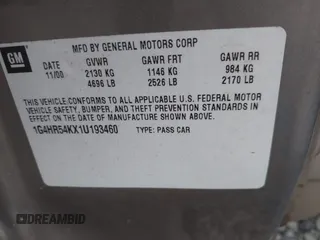 GM
MFD BY GENERAL MOTORS CORP
DATE GVWR GAWR FRT GAWR RR
11/00 2130 KG 1146 KG 984 KG
4696 LB 2526 LB 2170 LB
THIS VEHICLE CONFORMS TO ALL APPLICABLE U.S. FEDERAL MOTOR
VEHICLE SAFETY, BUMPER, AND THEFT PREVENTION STANDARDS
IN EFFECT ON THE DATE OF MANUFACTURE SHOWN ABOVE.
1G4HR54KX1U193460 TYPE: PASS CAR
DREAMBID